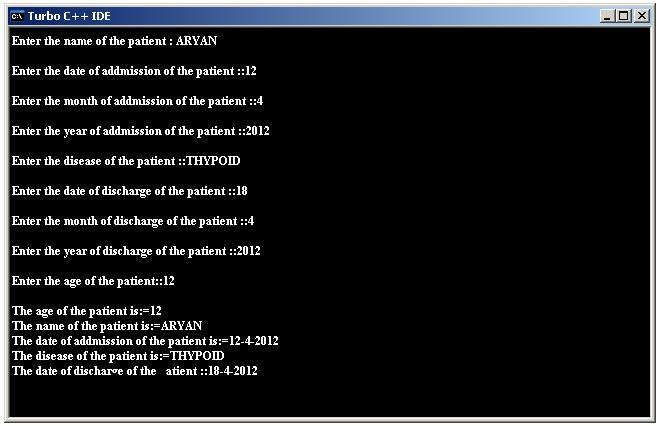 Turbo C++ IDE
Enter the name of the patient : ARYAN
Enter the date of addmission of the patient ::12
Enter the month of addmission of the patient ::4
Enter the year of addmission of the patient ::2012
Enter the disease of the patient ::THYPOID
Enter the date of discharge of the patient ::18
Enter the month of discharge of the patient ::4
Enter the year of discharge of the patient ::2012
Enter the age of the patient::12
The age of the patient is:=12
The name of the patient is:=ARYAN
The date of addmission of the patient is:=12-4-2012
The disease of the patient is:=THYPOID
The date of discharge of the atient ::18-4-2012